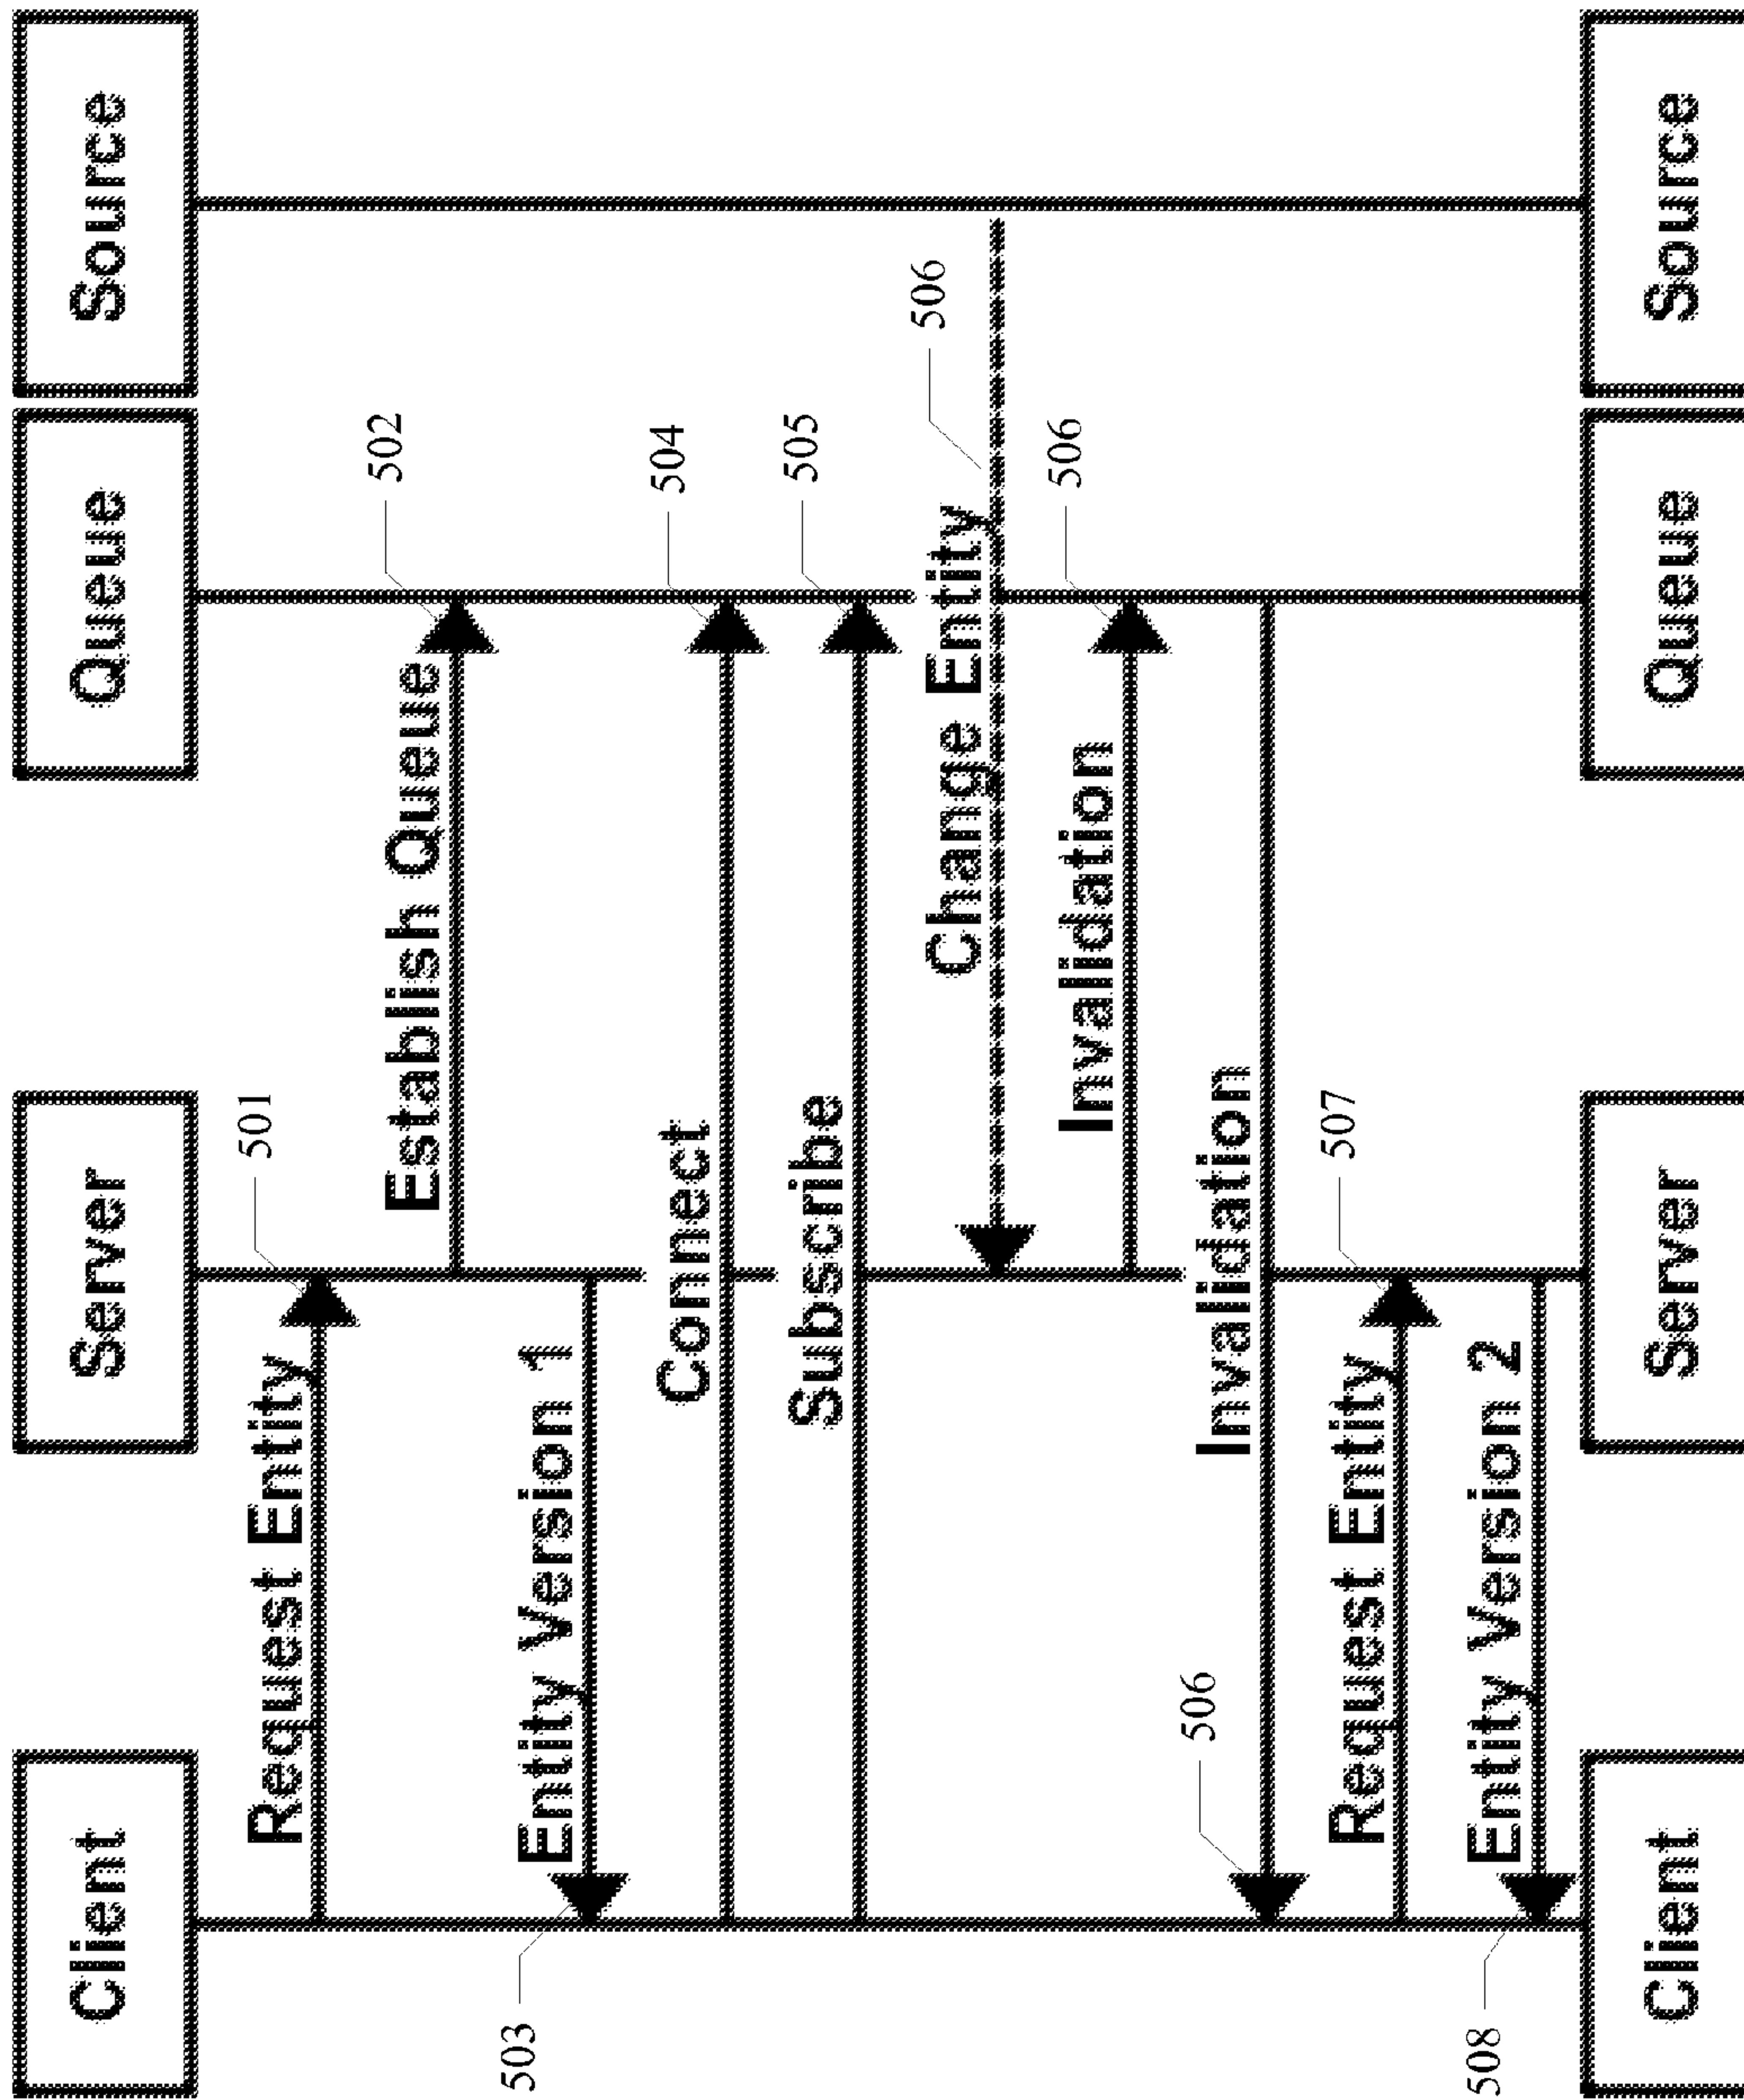 Client
Server
Queue
Source
Request Entity
501
Establish Queue
502
Entity Version 1
503
Connect
504
Subscribe
505
Change Entity
506
Invalidation
506
Invalidation
506
Request Entity
507
Entity Version 2
508
Client
Server
Queue
Source